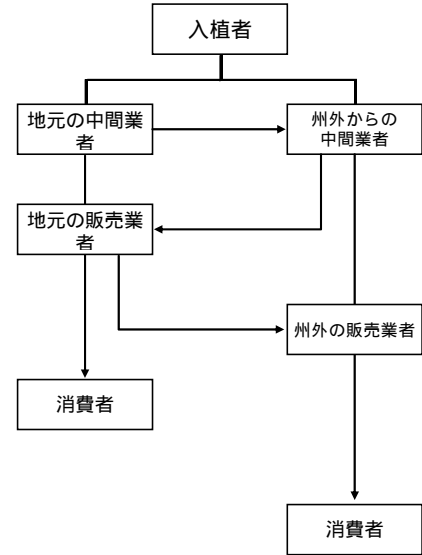 入植者
地元の中間業
者
州外からの
中間業者
地元の販売業
者
州外の販売業者
消費者
消費者